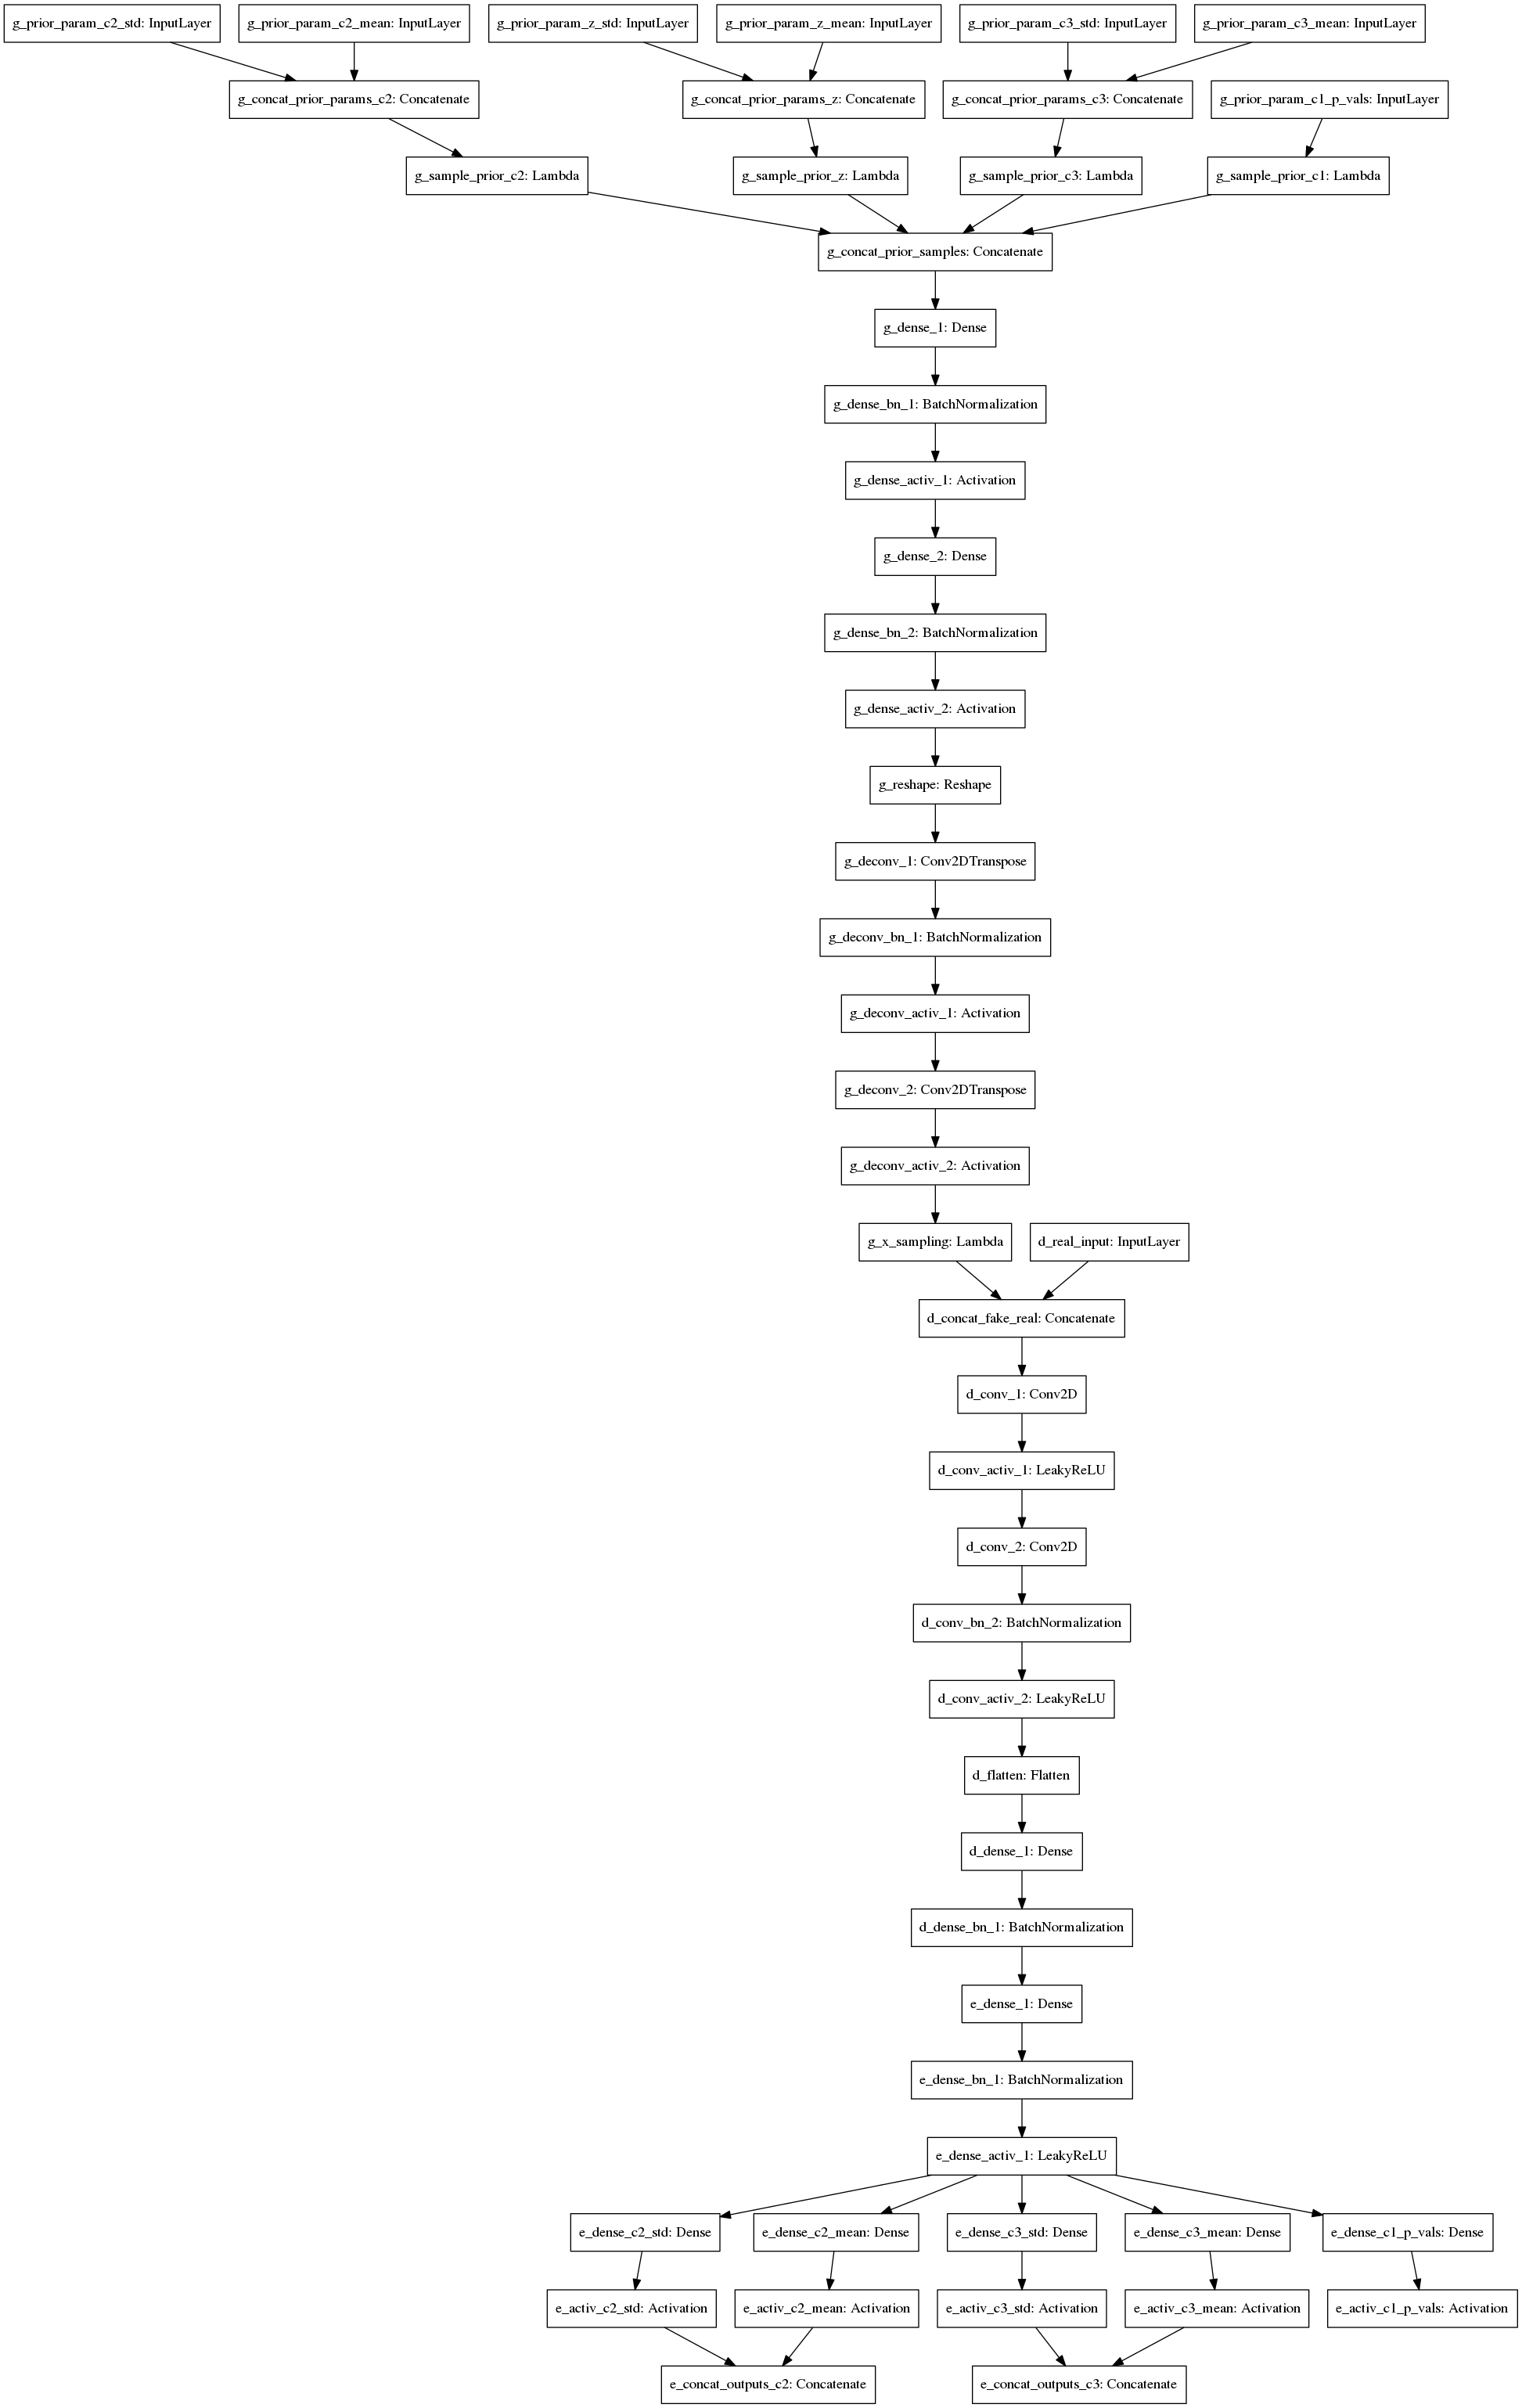 g_prior_param_c2_std: InputLayer
g_prior_param_c2_mean: InputLayer
g_prior_param_z_std: InputLayer
g_prior_param_z_mean: InputLayer
g_prior_param_c3_std: InputLayer
g_prior_param_c3_mean: InputLayer
g_concat_prior_params_c2: Concatenate
g_concat_prior_params_z: Concatenate
g_concat_prior_params_c3: Concatenate
g_prior_param_c1_p_vals: InputLayer
g_sample_prior_c2: Lambda
g_sample_prior_z: Lambda
g_sample_prior_c3: Lambda
g_sample_prior_c1: Lambda
g_concat_prior_samples: Concatenate
g_dense_1: Dense
g_dense_bn_1: BatchNormalization
g_dense_activ_1: Activation
g_dense_2: Dense
g_dense_bn_2: BatchNormalization
g_dense_activ_2: Activation
g_reshape: Reshape
g_deconv_1: Conv2DTranspose
g_deconv_bn_1: BatchNormalization
g_deconv_activ_1: Activation
g_deconv_2: Conv2DTranspose
g_deconv_activ_2: Activation
g_x_sampling: Lambda
d_real_input: InputLayer
d_concat_fake_real: Concatenate
d_conv_1: Conv2D
d_conv_activ_1: LeakyReLU
d_conv_2: Conv2D
d_conv_bn_2: BatchNormalization
d_conv_activ_2: LeakyReLU
d_flatten: Flatten
d_dense_1: Dense
d_dense_bn_1: BatchNormalization
e_dense_1: Dense
e_dense_bn_1: BatchNormalization
e_dense_activ_1: LeakyReLU
e_dense_c2_std: Dense
e_dense_c2_mean: Dense
e_dense_c3_std: Dense
e_dense_c3_mean: Dense
e_dense_c1_p_vals: Dense
e_activ_c2_std: Activation
e_activ_c2_mean: Activation
e_activ_c3_std: Activation
e_activ_c3_mean: Activation
e_activ_c1_p_vals: Activation
e_concat_outputs_c2: Concatenate
e_concat_outputs_c3: Concatenate